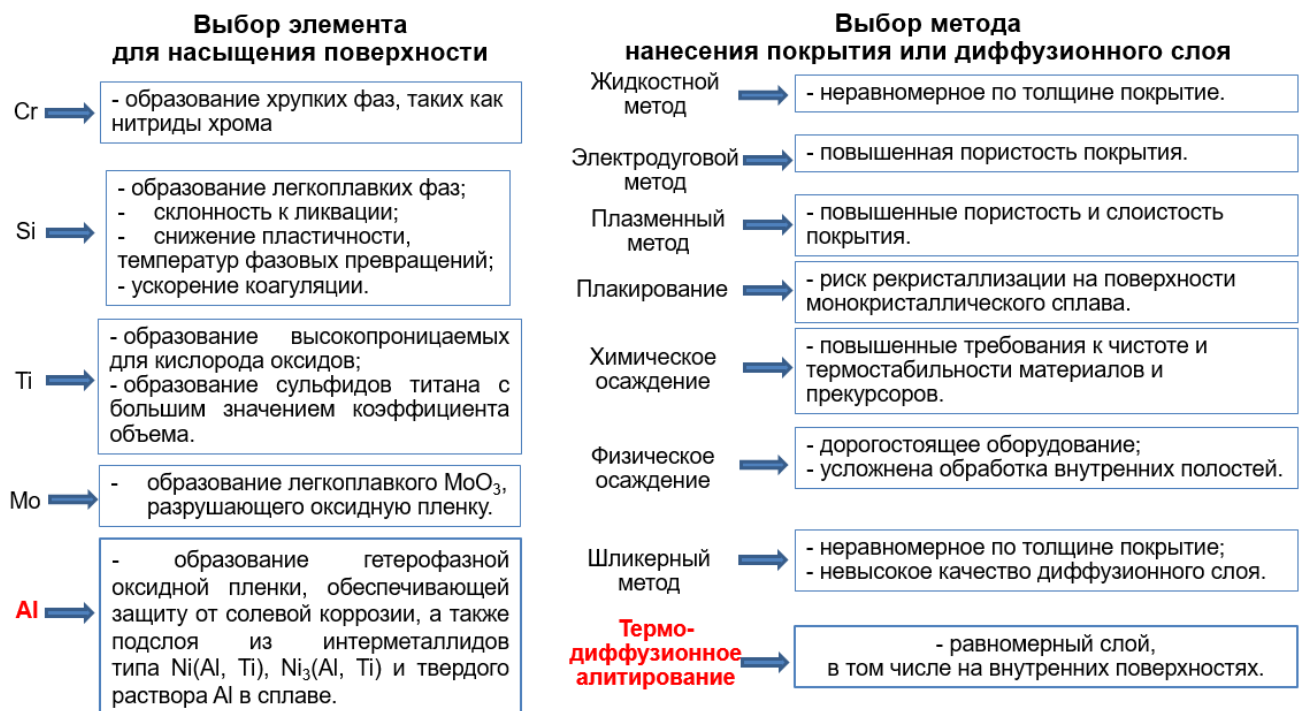 Выбор элемента
для насыщения поверхности
Cr
- образование хрупких фаз, таких как
нитриды хрома
Si
- образование легкоплавких фаз;
- склонность к ликвации;
- снижение пластичности,
температур фазовых превращений;
- ускорение коагуляции.
Ti
- образование высокопроницаемых
для кислорода оксидов;
- образование сульфидов титана с
большим значением коэффициента
объема.
Mo
- образование легкоплавкого MoO₃,
разрушающего оксидную пленку.
Al
- образование гетерофазной
оксидной пленки, обеспечивающей
защиту от солевой коррозии, а также
подслоя из интерметаллидов
типа Ni(Al, Ti), Ni₃(Al, Ti) и твердого
раствора Al в сплаве.
Выбор метода
нанесения покрытия или диффузионного слоя
Жидкостной
метод
- неравномерное по толщине покрытие.
Электродуговой
метод
- повышенная пористость покрытия.
Плазменный
метод
- повышенные пористость и слоистость
покрытия.
Плакирование
- риск рекристаллизации на поверхности
монокристаллического сплава.
Химическое
осаждение
- повышенные требования к чистоте и
термостабильности материалов и
прекурсоров.
Физическое
осаждение
- дорогостоящее оборудование;
- усложнена обработка внутренних полостей.
Шликерный
метод
- неравномерное по толщине покрытие;
- невысокое качество диффузионного слоя.
Термо-
диффузионное
алитирование
- равномерный слой,
в том числе на внутренних поверхностях.